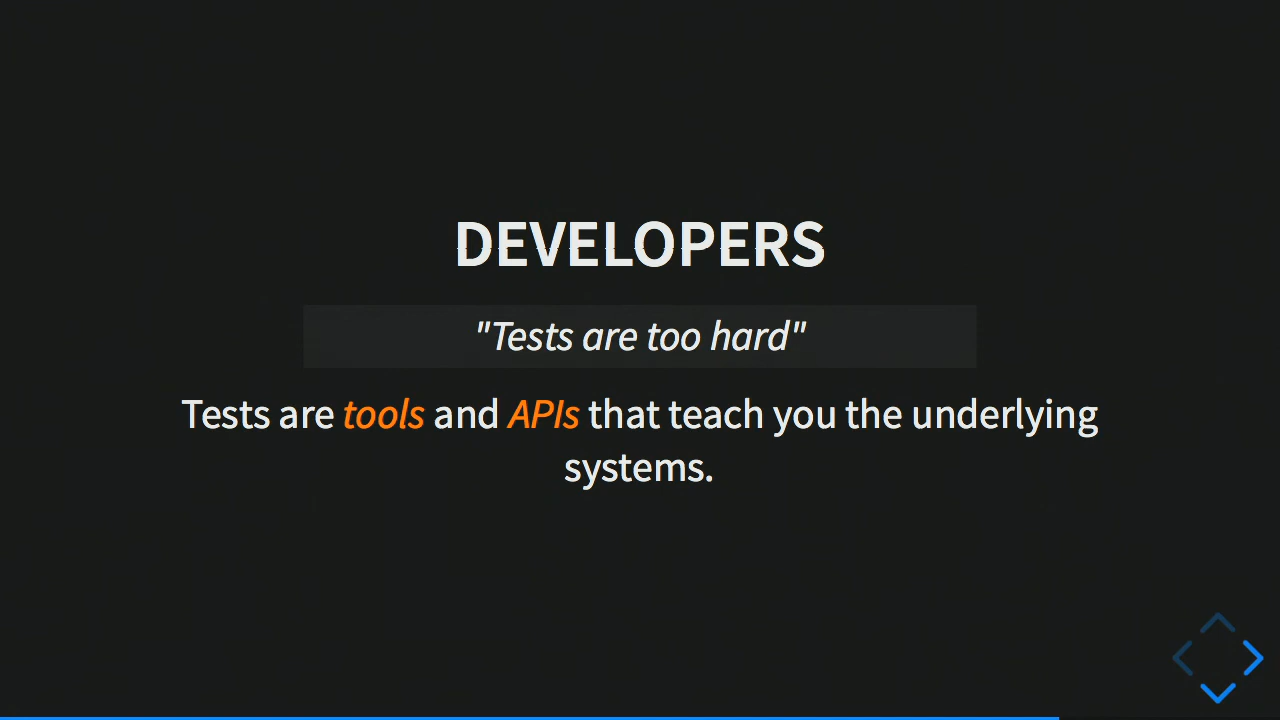 DEVELOPERS
"Tests are too hard"
Tests are tools and APIs that teach you the underlying
systems.